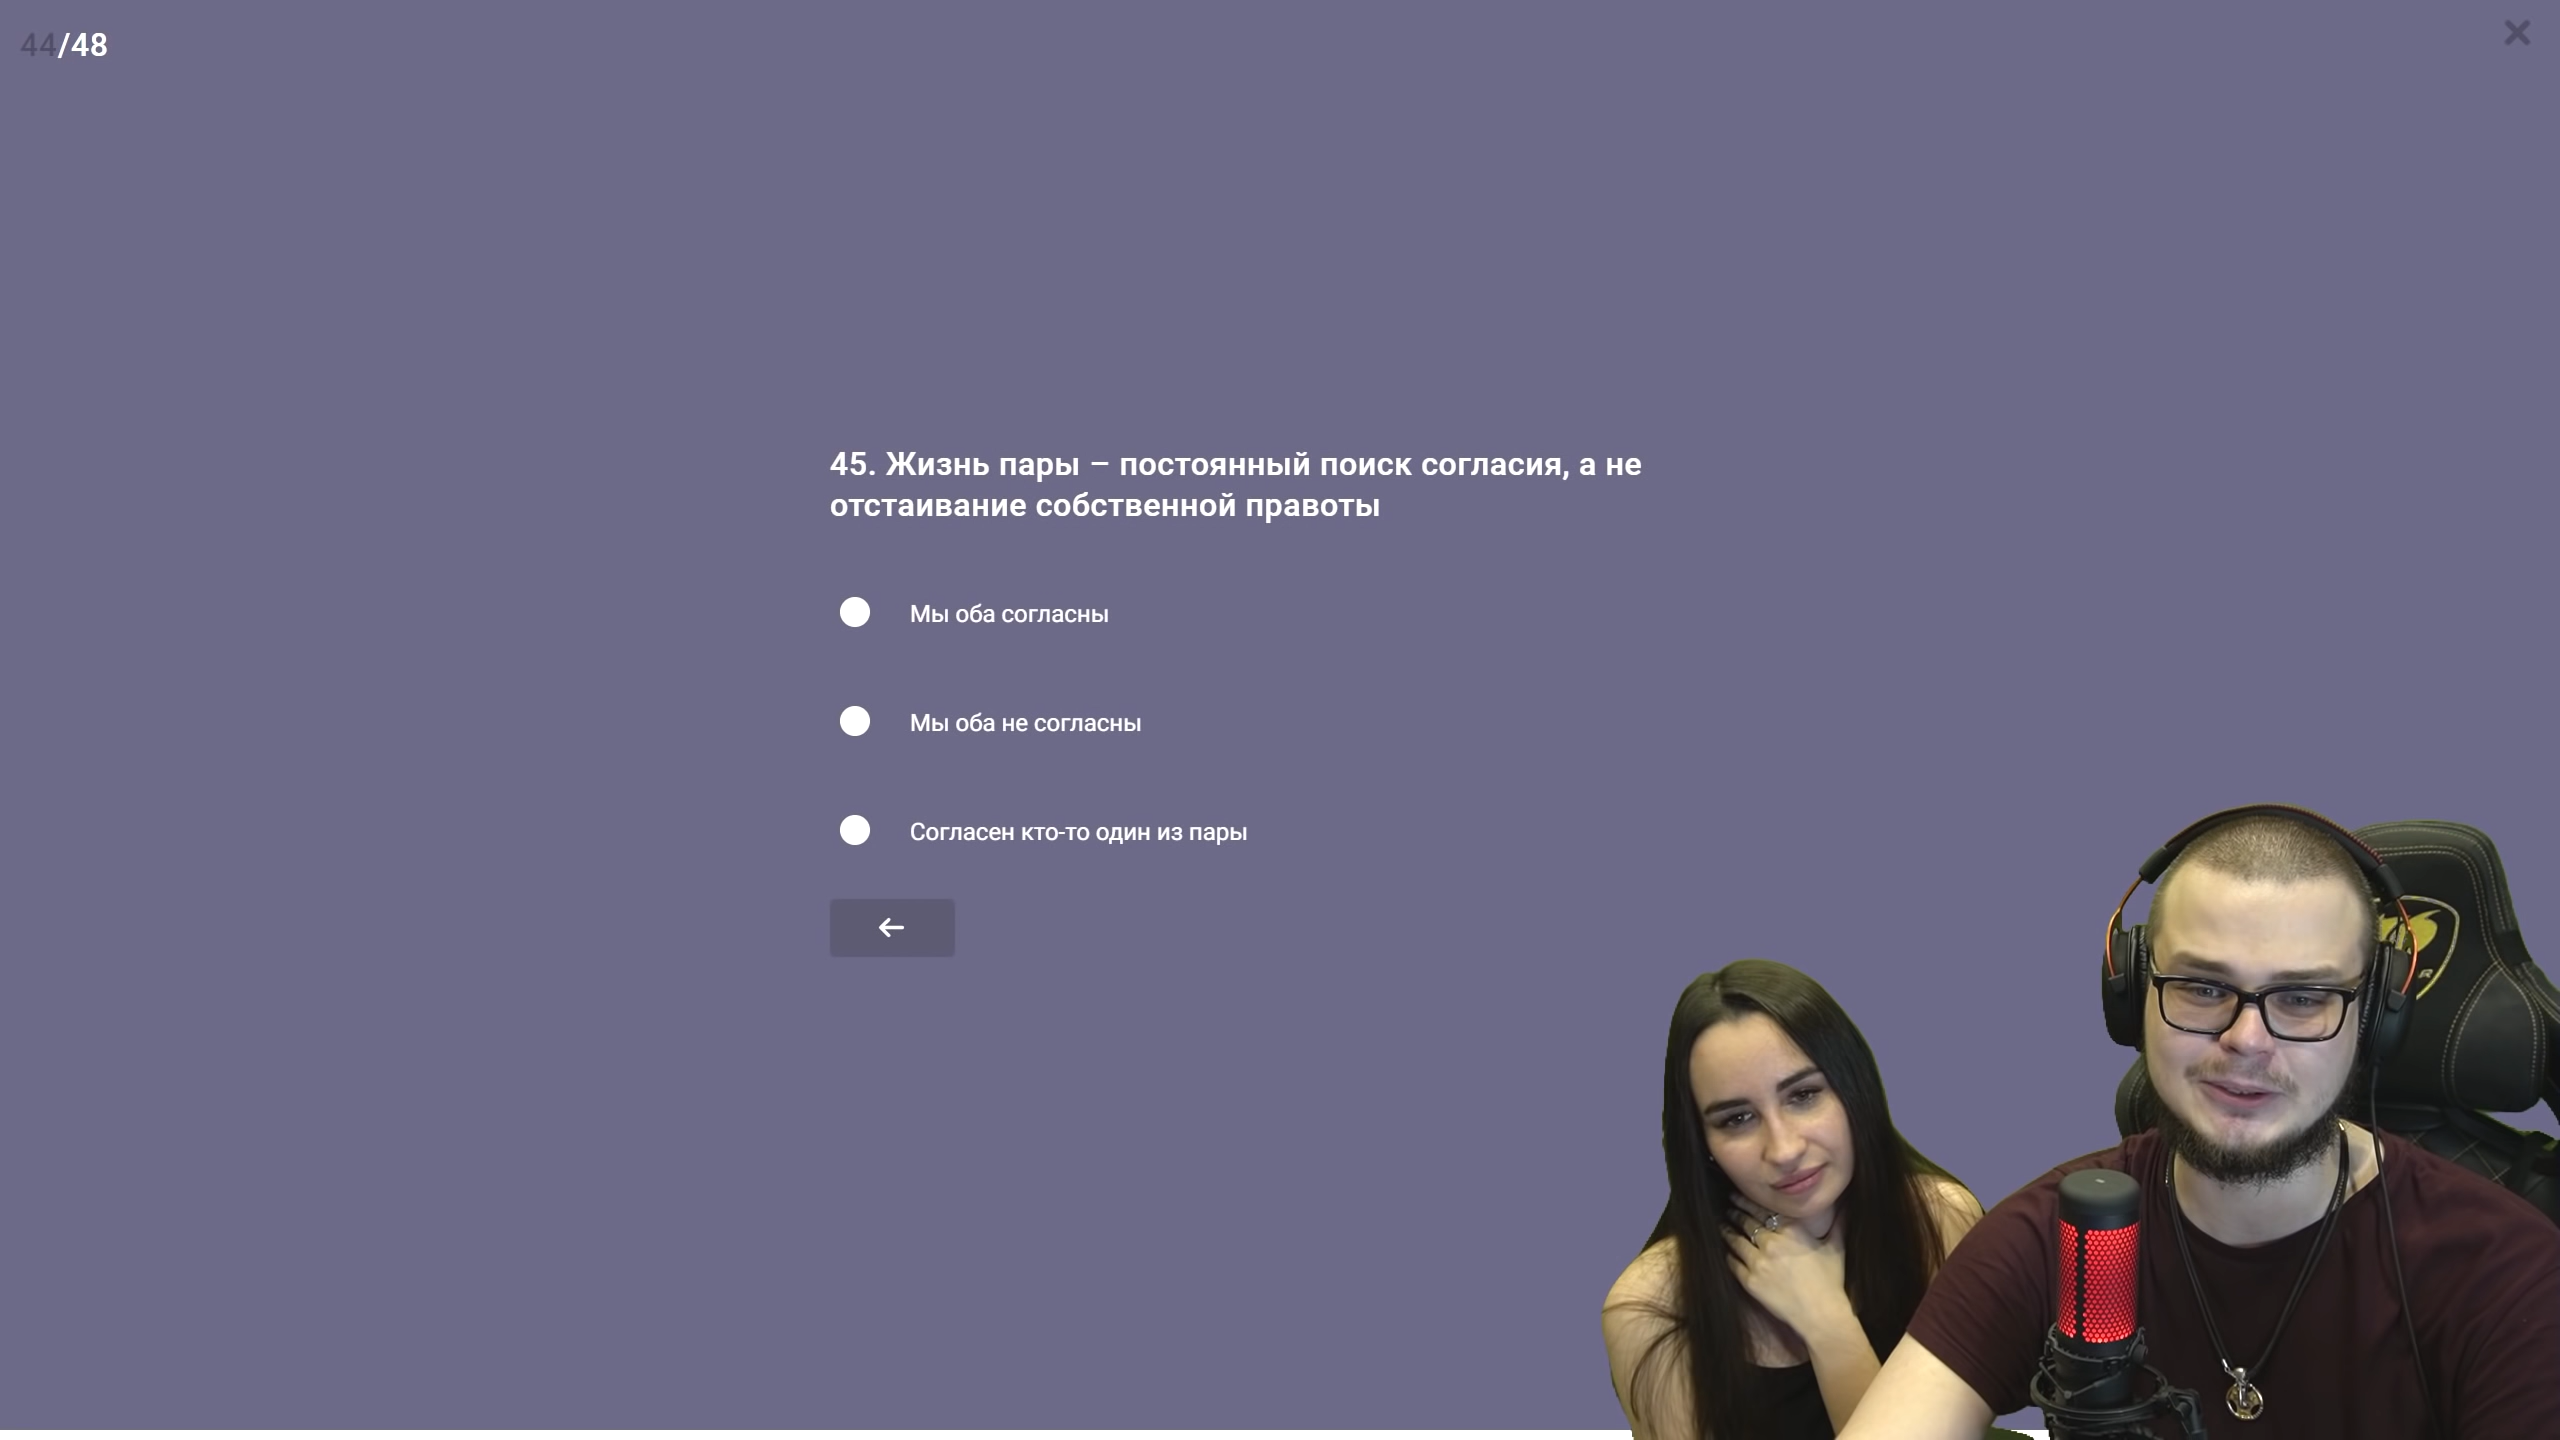 44/48
45. Жизнь пары – постоянный поиск согласия, а не
отстаивание собственной правоты
Мы оба согласны
Мы оба не согласны
Согласен кто-то один из пары